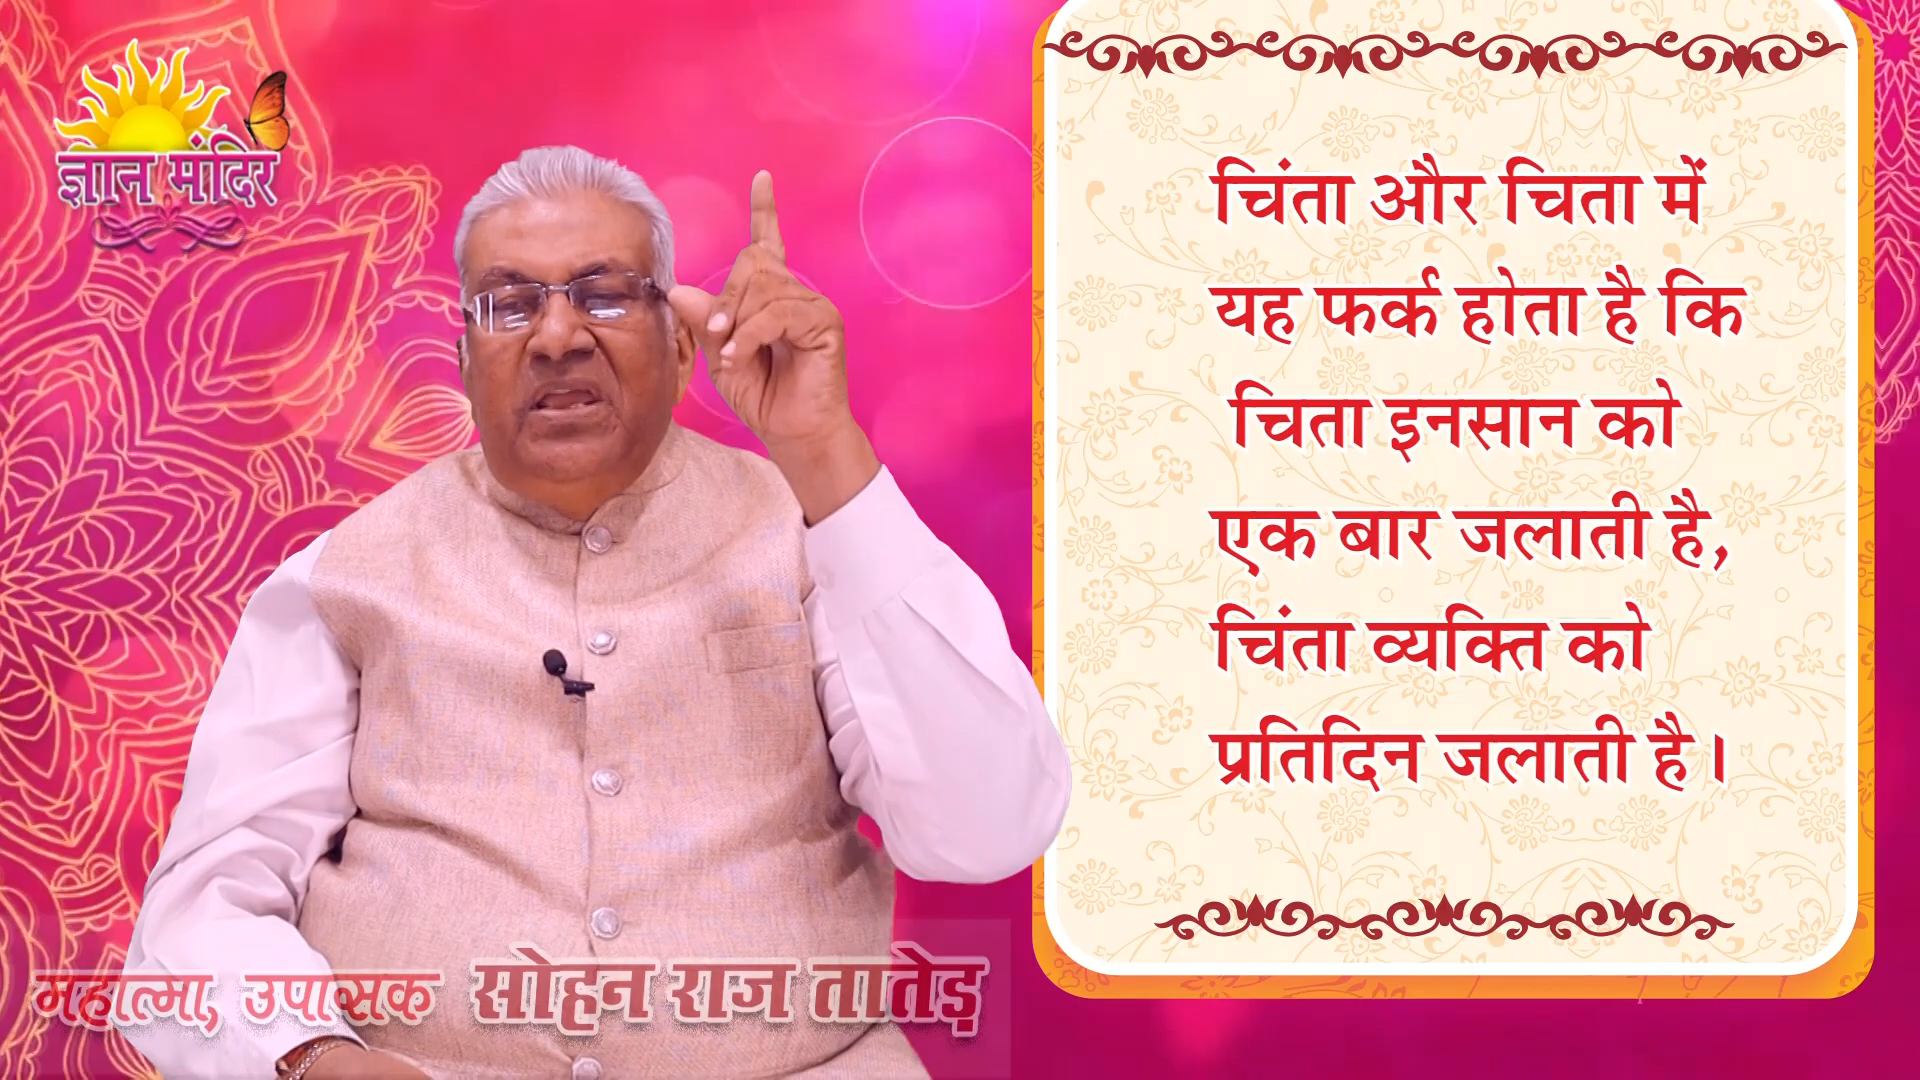 ज्ञान मंदिर
चिंता और चिता में
यह फर्क होता है कि
चिता इनसान को
एक बार जलाती है,
चिंता व्यक्ति को
प्रतिदिन जलाती है।
महात्मा, उपासक सोहन राज तातेड़